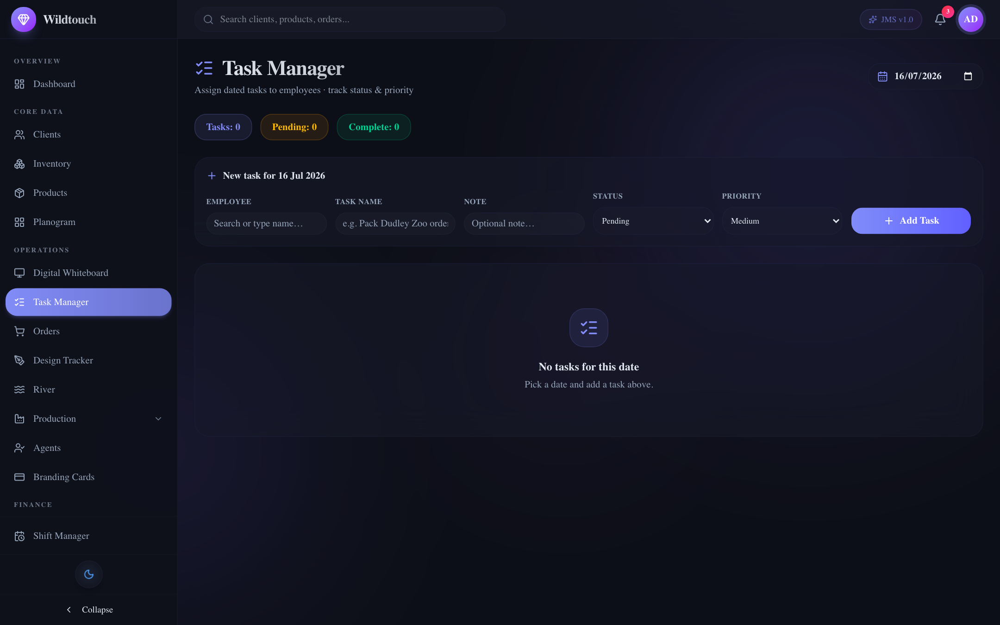 Wildtouch
Search clients, products, orders...
JMS v1.0
3
AD
OVERVIEW
Dashboard
CORE DATA
Clients
Inventory
Products
Planogram
OPERATIONS
Digital Whiteboard
Task Manager
Orders
Design Tracker
River
Production
Agents
Branding Cards
FINANCE
Shift Manager
Collapse
Task Manager
Assign dated tasks to employees · track status & priority
16/07/2026
Tasks: 0
Pending: 0
Complete: 0
New task for 16 Jul 2026
EMPLOYEE
Search or type name…
TASK NAME
e.g. Pack Dudley Zoo order
NOTE
Optional note…
STATUS
Pending
PRIORITY
Medium
Add Task
No tasks for this date
Pick a date and add a task above.